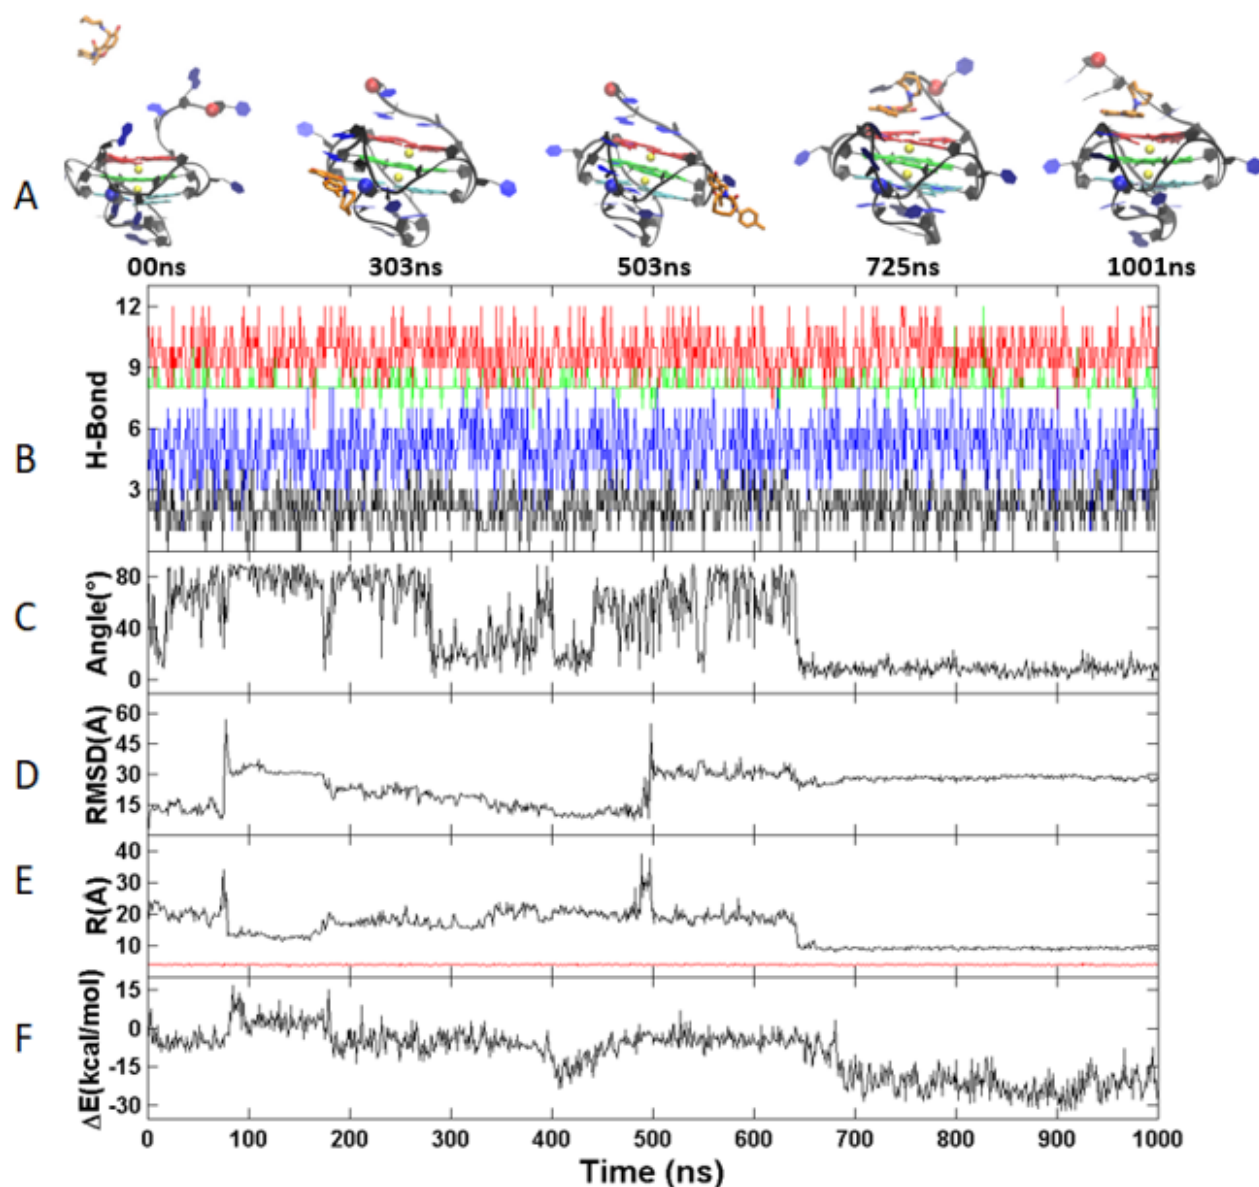 A
00ns 303ns 503ns 725ns 1001ns
B
H-Bond
12
9
6
3
C
Angle(°)
80
40
0
D
RMSD(Å)
60
45
30
15
E
R(Å)
40
30
20
10
F
ΔE(kcal/mol)
15
0
-15
-30
0 100 200 300 400 500 600 700 800 900 1000
Time (ns)